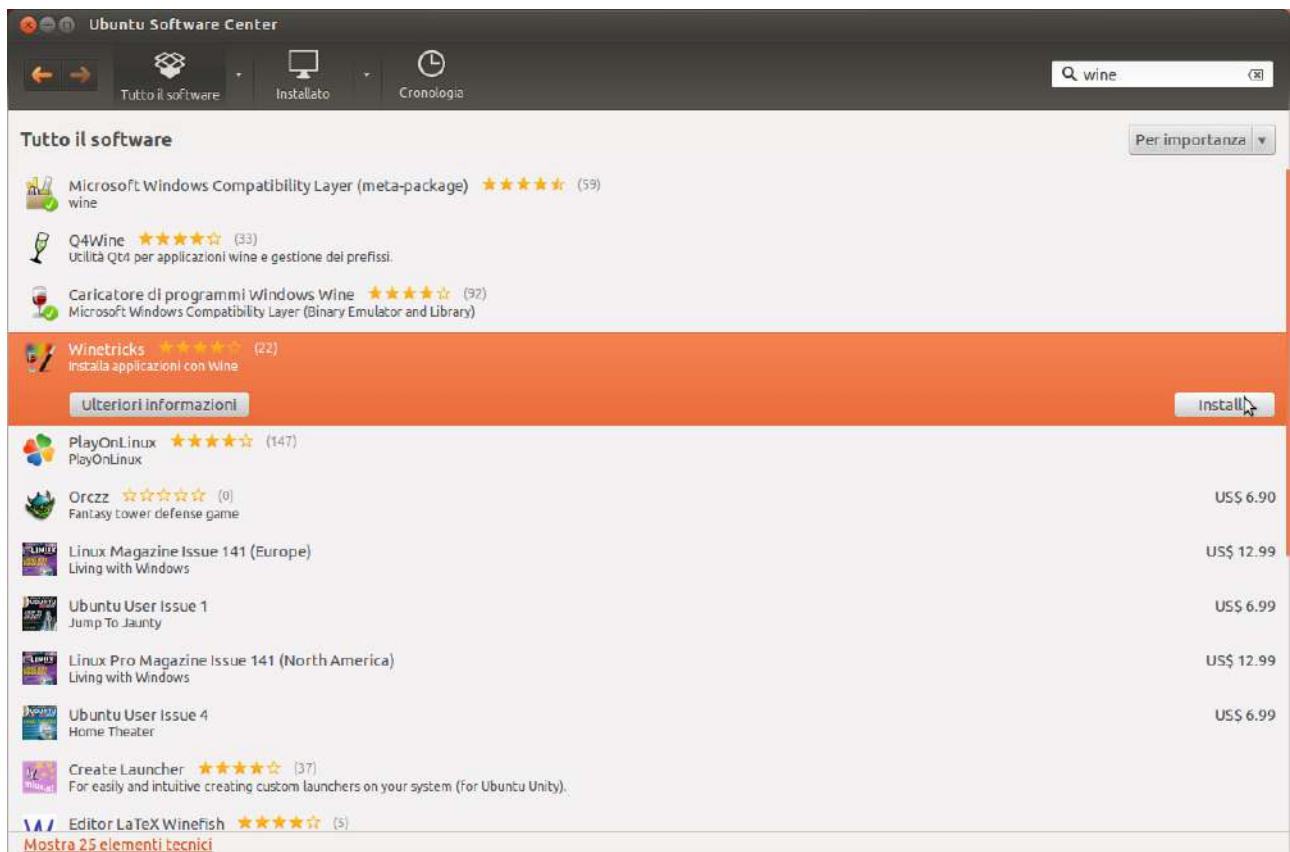 Ubuntu Software Center
Tutto il software
Installato
Cronologia
wine
Tutto il software
Per importanza
Microsoft Windows Compatibility Layer (meta-package) (59)
wine
Q4Wine (33)
Utilità Qt4 per applicazioni wine e gestione dei prefissi.
Caricatore di programmi Windows Wine (92)
Microsoft Windows Compatibility Layer (Binary Emulator and Library)
Winetricks (22)
Installa applicazioni con Wine
Ulteriori informazioni
Install
PlayOnLinux (147)
PlayOnLinux
Orczz (0)
US$ 6.90
Fantasy tower defense game
Linux Magazine Issue 141 (Europe)
US$ 12.99
Living with Windows
Ubuntu User Issue 1
US$ 6.99
Jump To Jaunty
Linux Pro Magazine Issue 141 (North America)
US$ 12.99
Living with Windows
Ubuntu User Issue 4
US$ 6.99
Home Theater
Create Launcher (37)
For easily and intuitive creating custom launchers on your system (for Ubuntu Unity).
Editor LaTeX Winefish (5)
Mostra 25 elementi tecnici